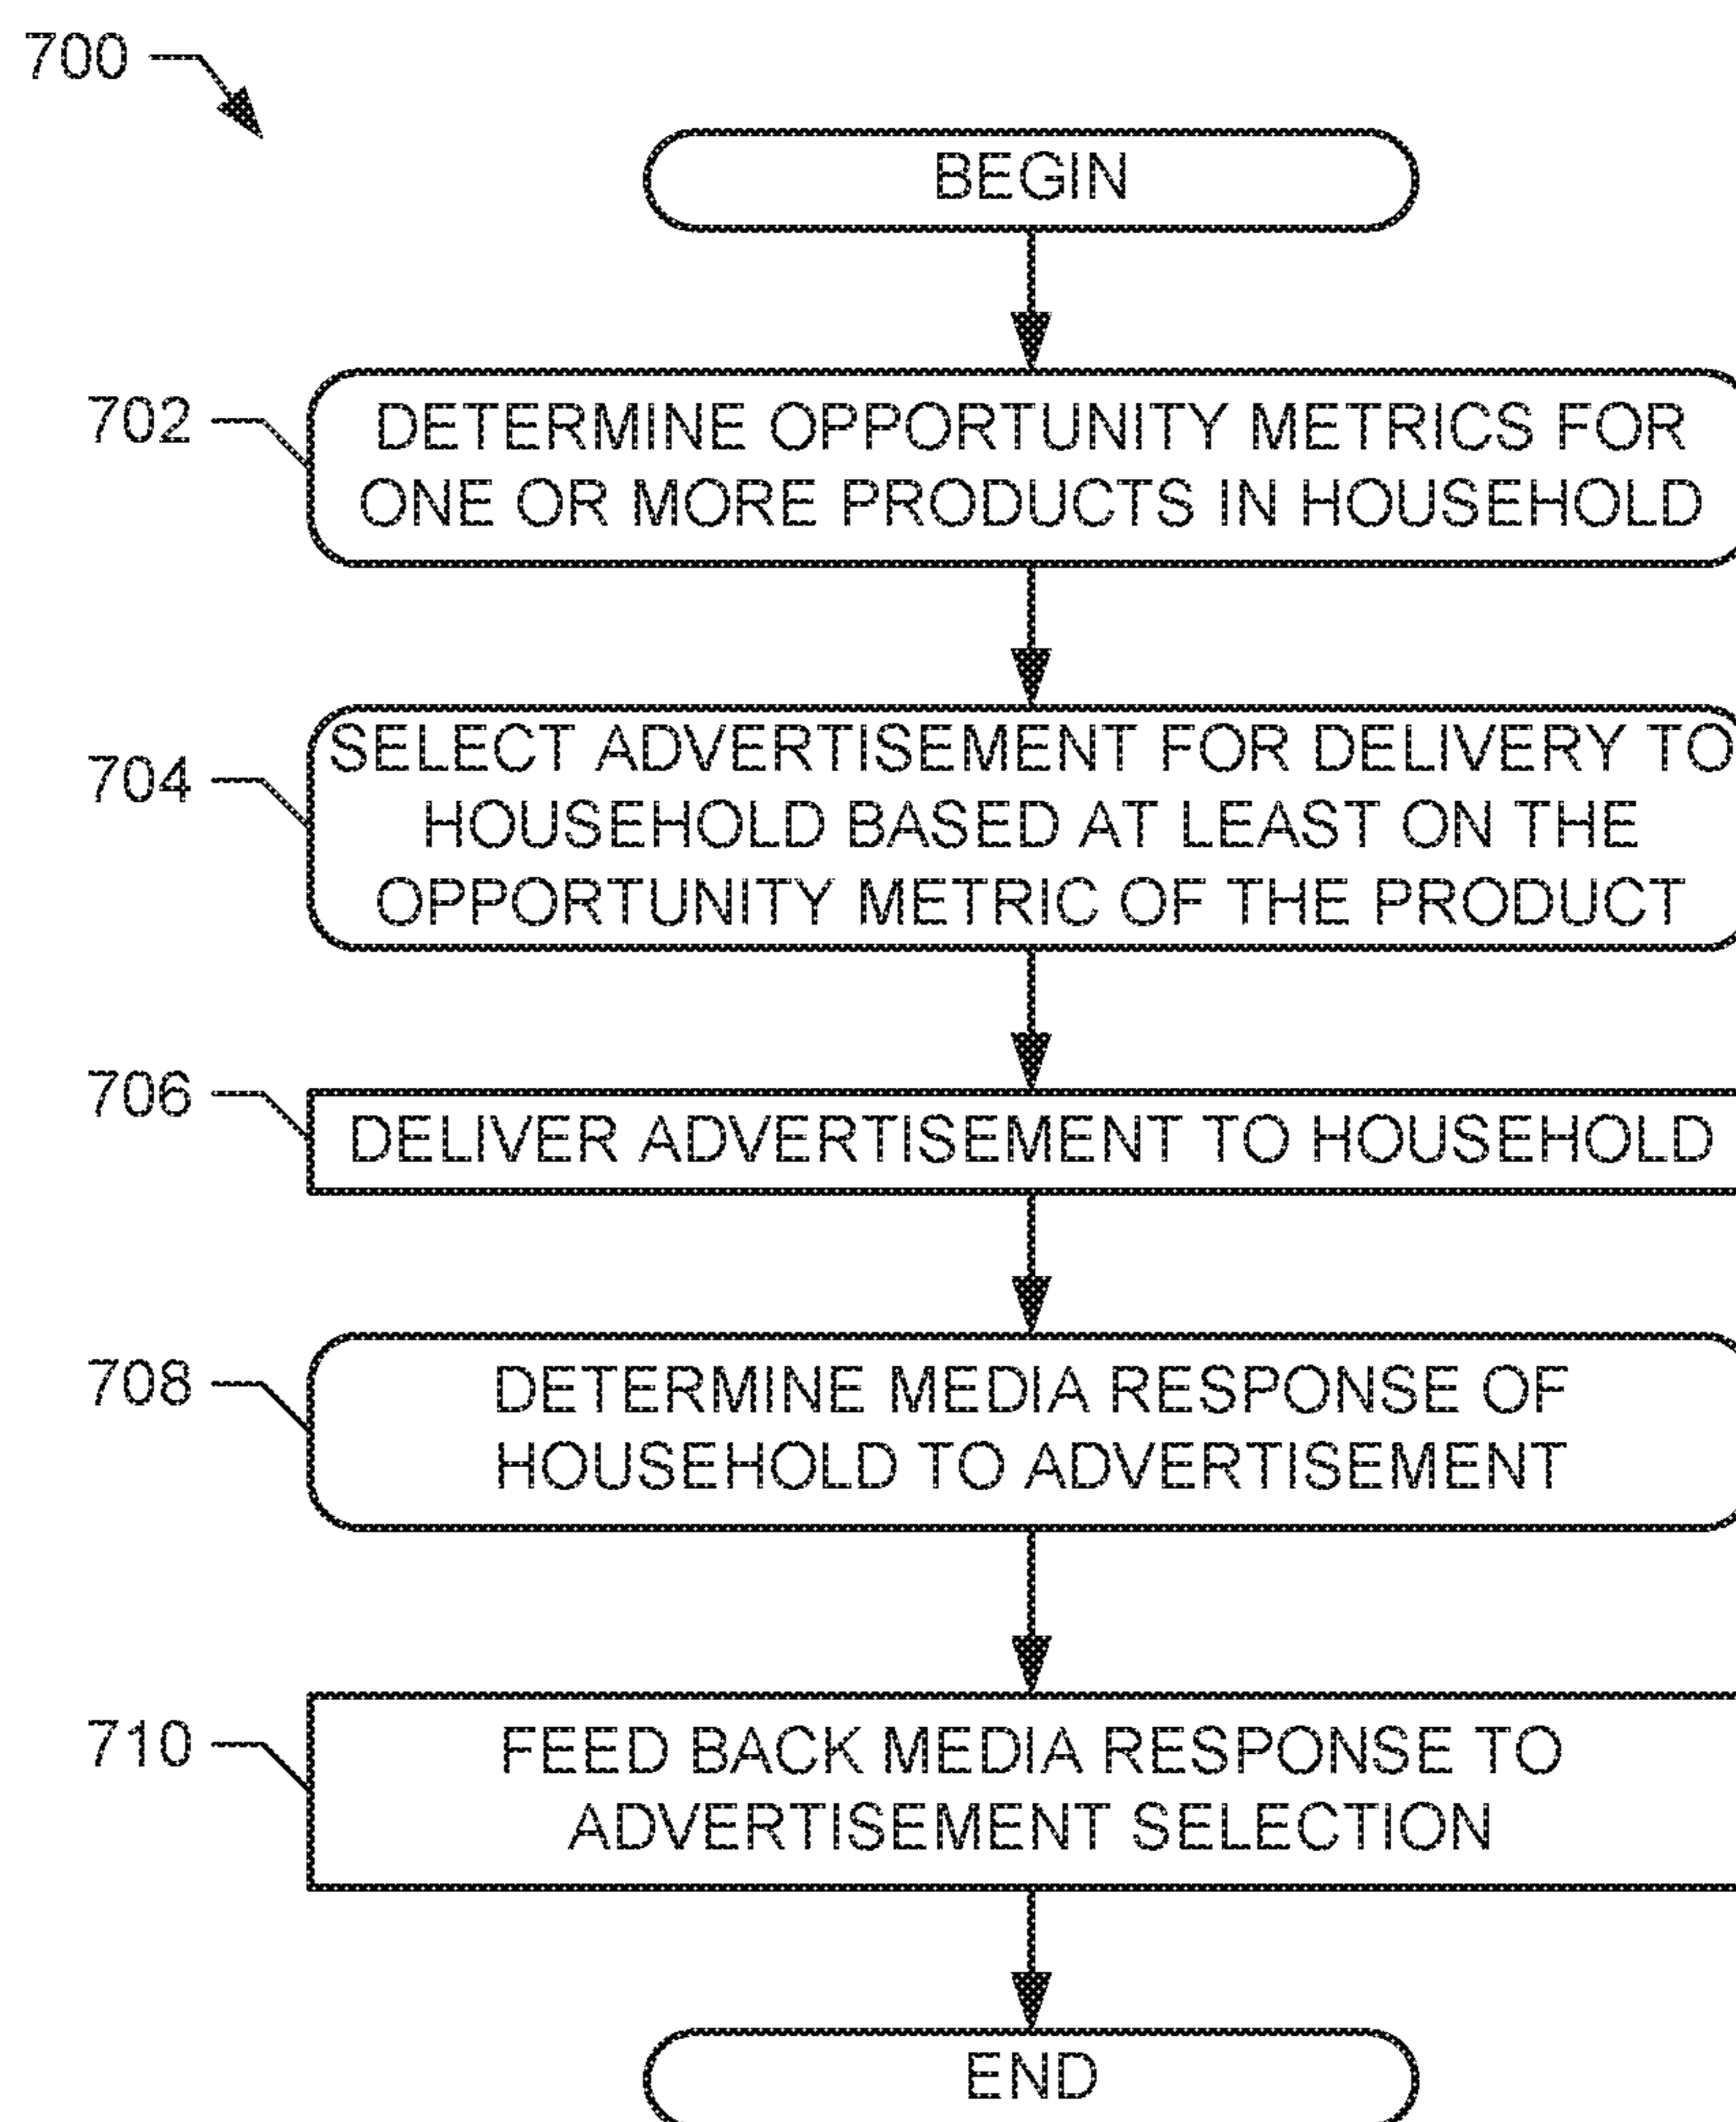 700
BEGIN
702
DETERMINE OPPORTUNITY METRICS FOR
ONE OR MORE PRODUCTS IN HOUSEHOLD
704
SELECT ADVERTISEMENT FOR DELIVERY TO
HOUSEHOLD BASED AT LEAST ON THE
OPPORTUNITY METRIC OF THE PRODUCT
706
DELIVER ADVERTISEMENT TO HOUSEHOLD
708
DETERMINE MEDIA RESPONSE OF
HOUSEHOLD TO ADVERTISEMENT
710
FEED BACK MEDIA RESPONSE TO
ADVERTISEMENT SELECTION
END